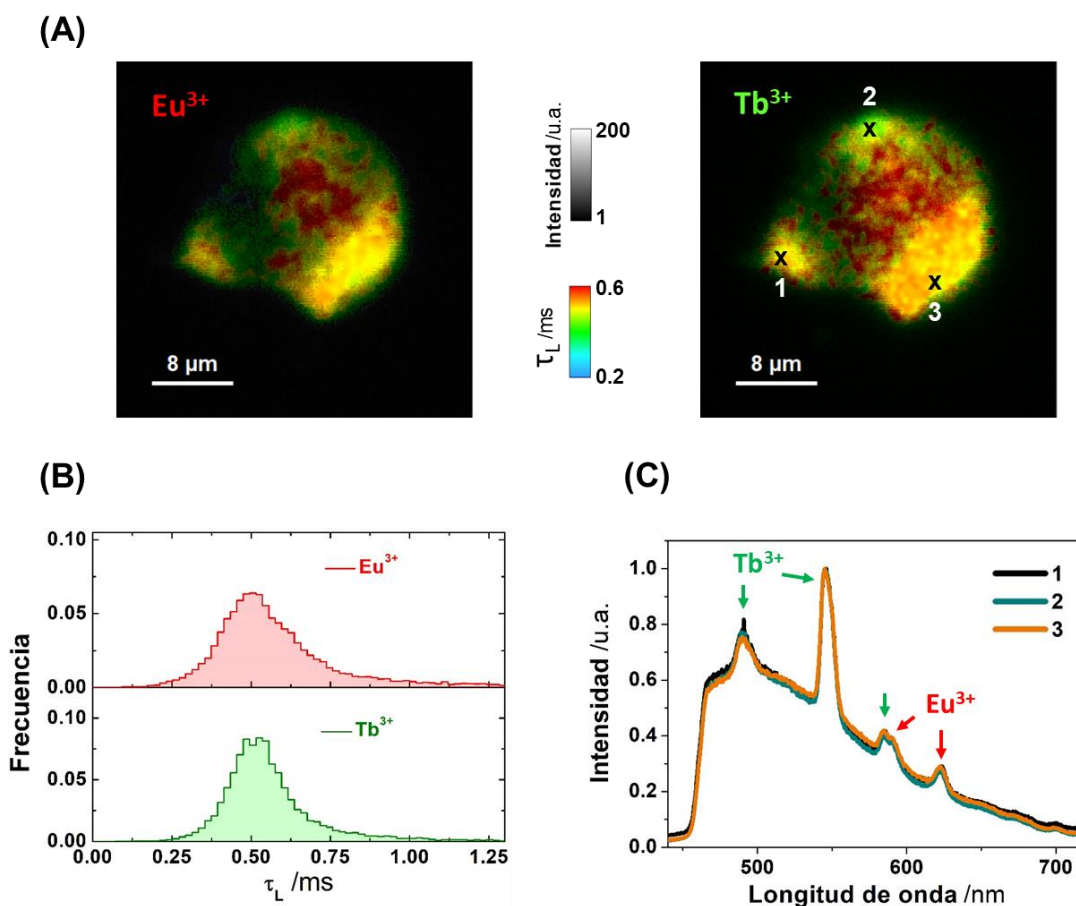 (A)
Eu³⁺
8 µm
Intensidad /u.a.
200
1
τL /ms
0.6
0.2
Tb³⁺
2
x
x
1
x
3
8 µm
(B)
Frecuencia
0.10
0.05
0.00
Eu³⁺
0.10
0.05
0.00
Tb³⁺
0.00 0.25 0.50 0.75 1.00 1.25
τL /ms
(C)
Intensidad /u.a.
1.0
0.8
0.6
0.4
0.2
0.0
Tb³⁺
Eu³⁺
1
2
3
500 600 700
Longitud de onda /nm